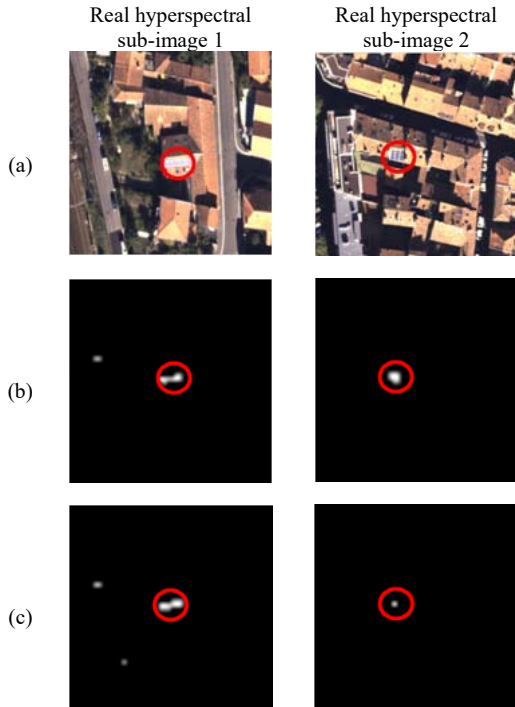 Real hyperspectral
sub-image 1
Real hyperspectral
sub-image 2
(a)
(b)
(c)